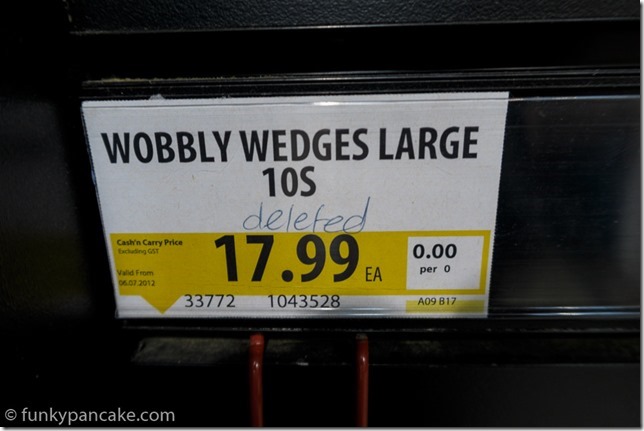 WOBBLY WEDGES LARGE
10S
deleted
Cash'n Carry Price
Excluding GST
Valid From
06.07.2012
17.99 EA
0.00
per 0
33772 1043528
A09 B17
© funkypancake.com